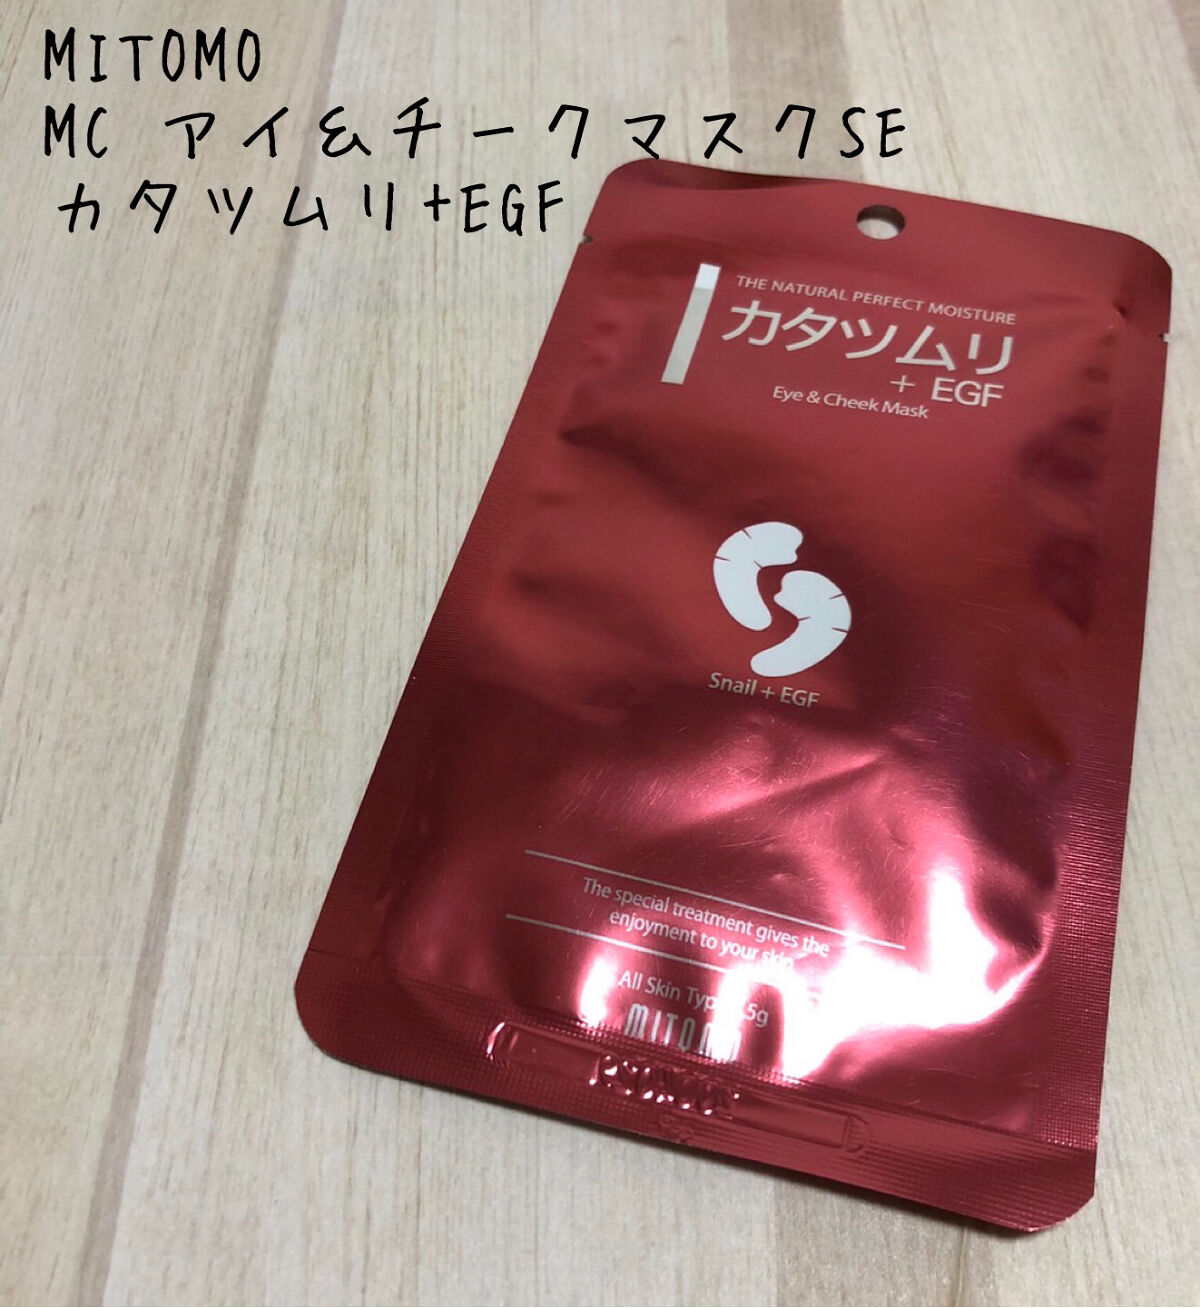 MITOMO
MC アイ&チークマスクSE
カタツムリ+EGF
THE NATURAL PERFECT MOISTURE
カタツムリ
+ EGF
Eye & Cheek Mask
Snail + EGF
The special treatment gives the
enjoyment to your skin
All Skin
MITOMO